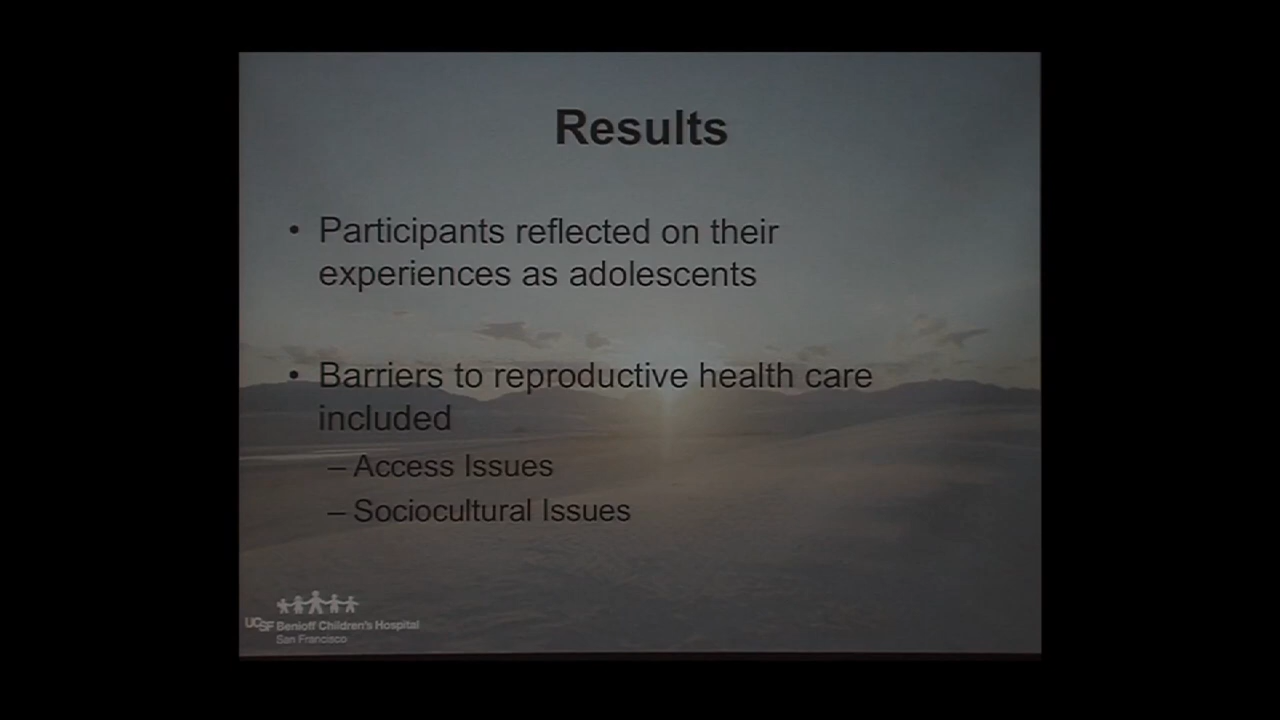 Results
• Participants reflected on their
experiences as adolescents
• Barriers to reproductive health care
included
– Access Issues
– Sociocultural Issues
UCSF Benioff Children's Hospital
San Francisco